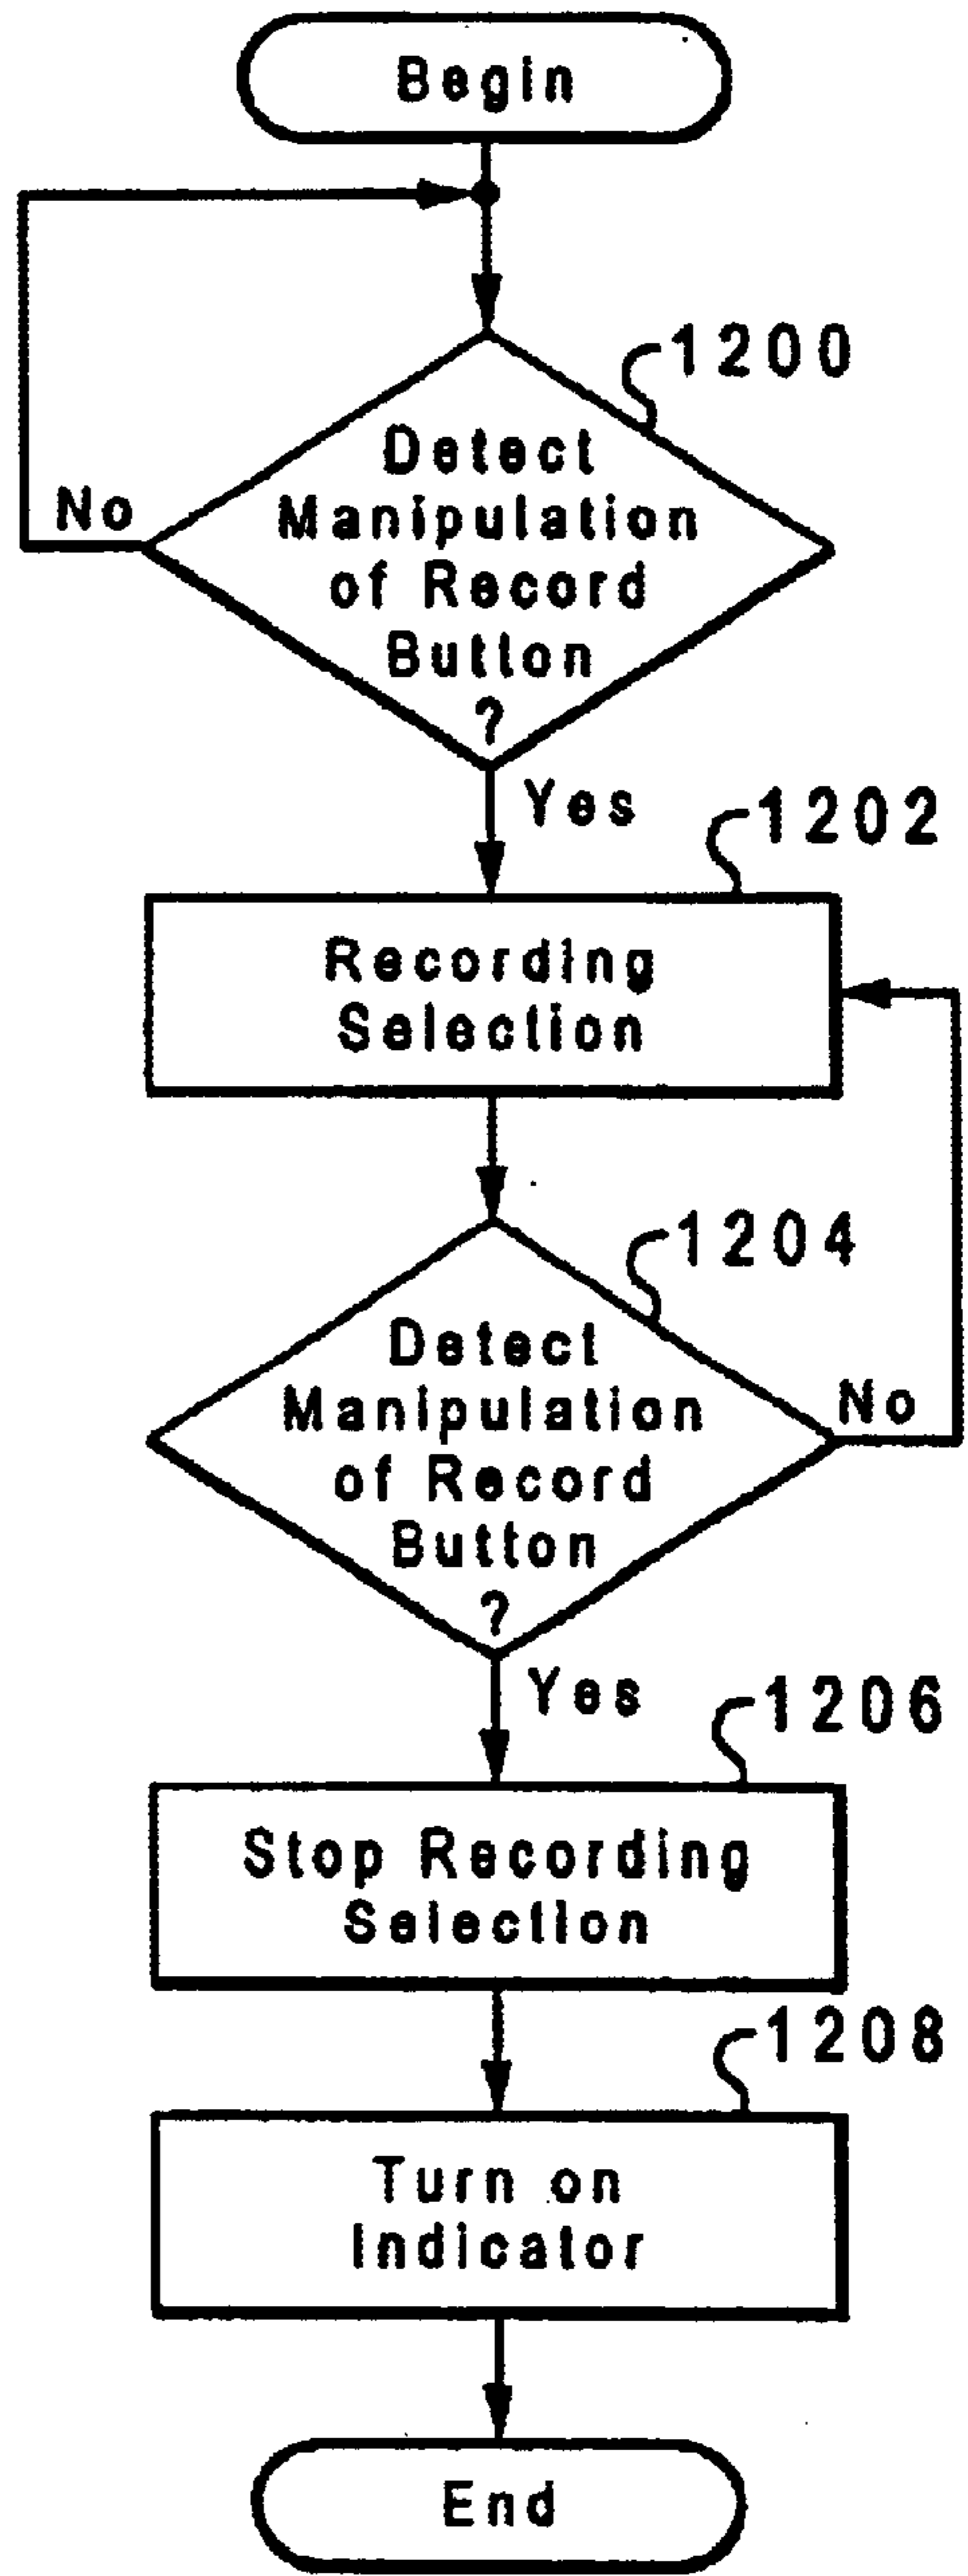 Begin
1200
Detect
Manipulation
of Record
Button
?
No
Yes
1202
Recording
Selection
1204
Detect
Manipulation
of Record
Button
?
No
Yes
1206
Stop Recording
Selection
1208
Turn on
Indicator
End